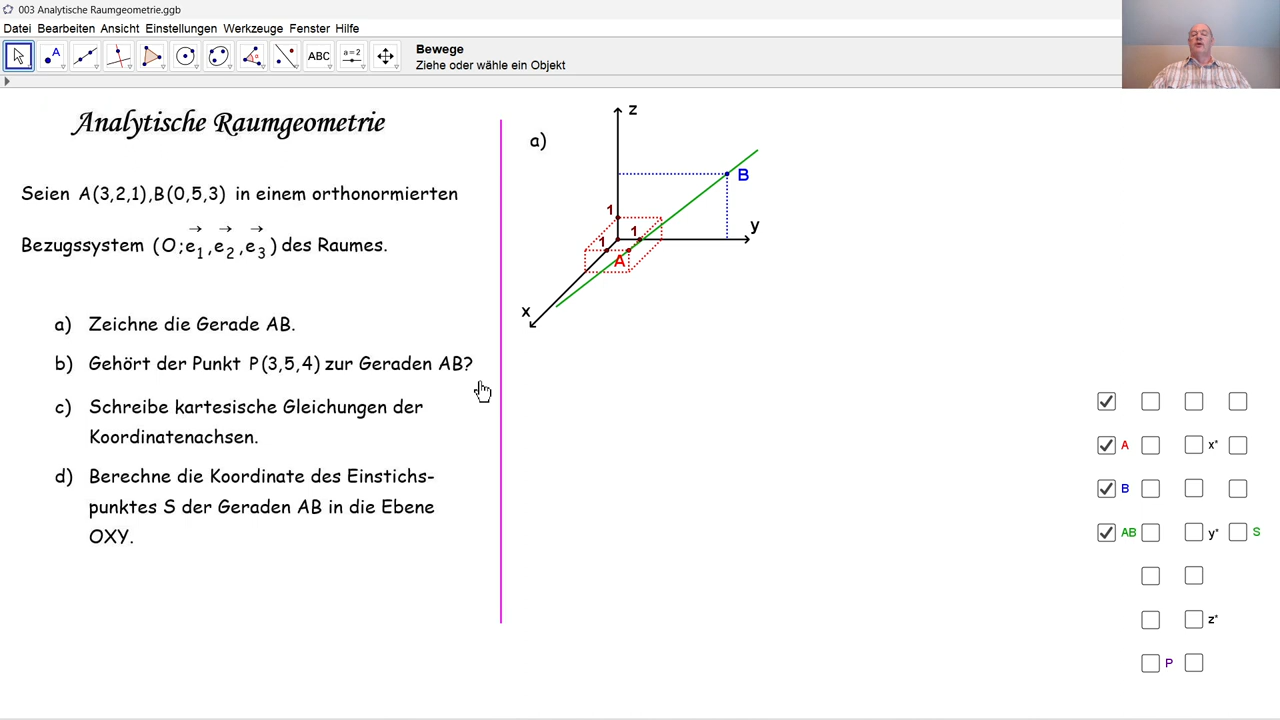 003 Analytische Raumgeometrie.ggb
Datei Bearbeiten Ansicht Einstellungen Werkzeuge Fenster Hilfe
A
ABC
a=2
Bewege
Ziehe oder wähle ein Objekt
Analytische Raumgeometrie
Seien A(3,2,1),B(0,5,3) in einem orthonormierten
Bezugssystem (O;e₁,e₂,e₃) des Raumes.
a) Zeichne die Gerade AB.
b) Gehört der Punkt P(3,5,4) zur Geraden AB?
c) Schreibe kartesische Gleichungen der
Koordinatenachsen.
d) Berechne die Koordinate des Einstichs-
punktes S der Geraden AB in die Ebene
OXY.
a)
z
B
1
1
1
y
A
x
A
x"
B
AB
y"
S
z"
P